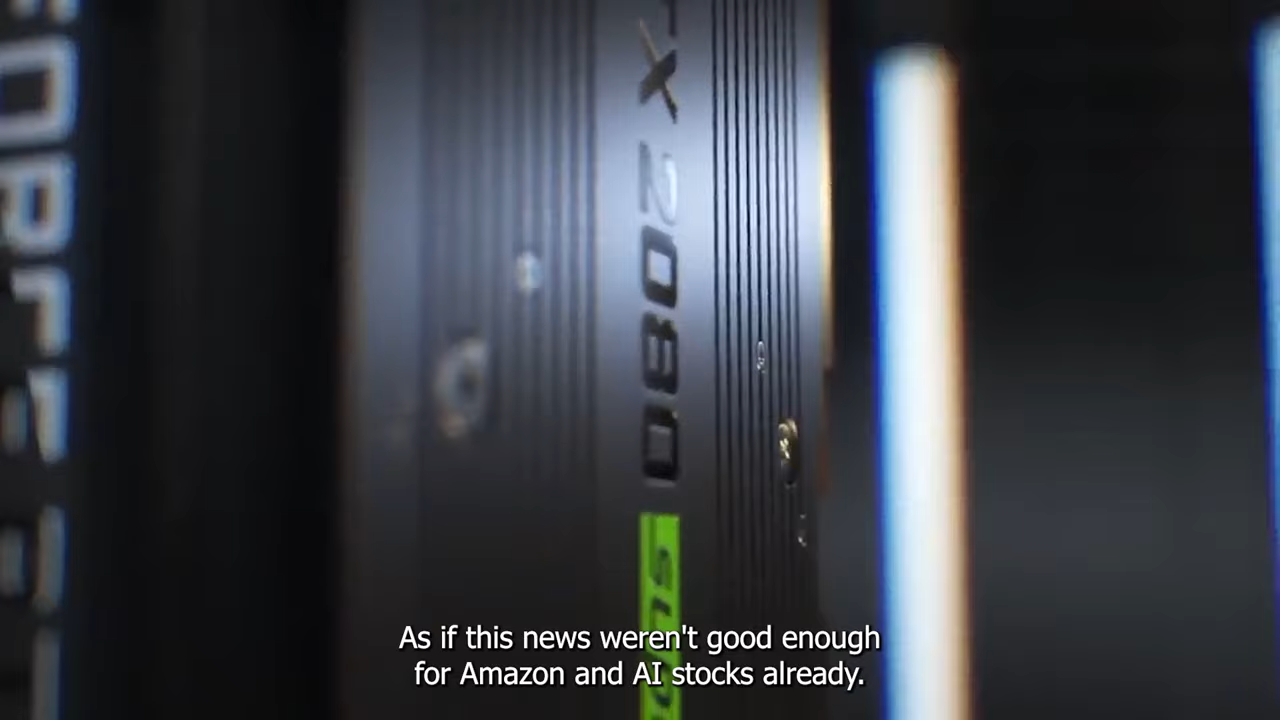 X 2080
As if this news weren't good enough
for Amazon and AI stocks already.